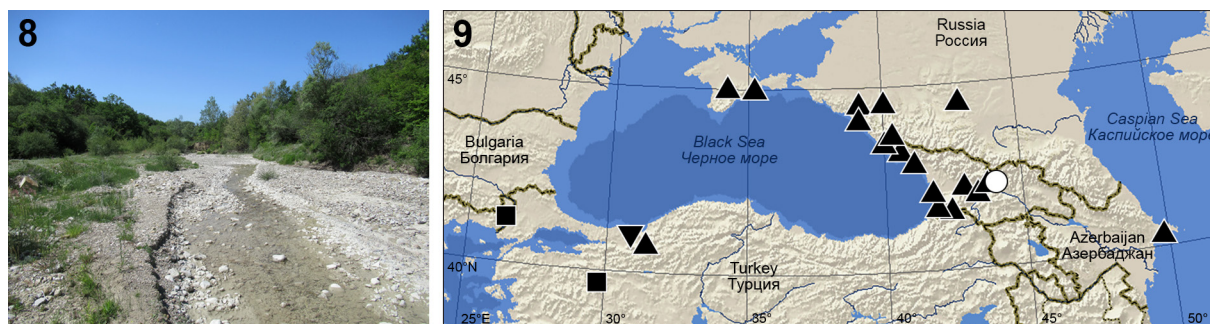 8
9
Russia
Россия
45°
Caspian Sea
Каспийское море
Bulgaria
Болгария
Black Sea
Черное море
Azerbaijan
Азербаджан
40°N
Turkey
Турция
25°E
30°
35°
40°
45°
50°